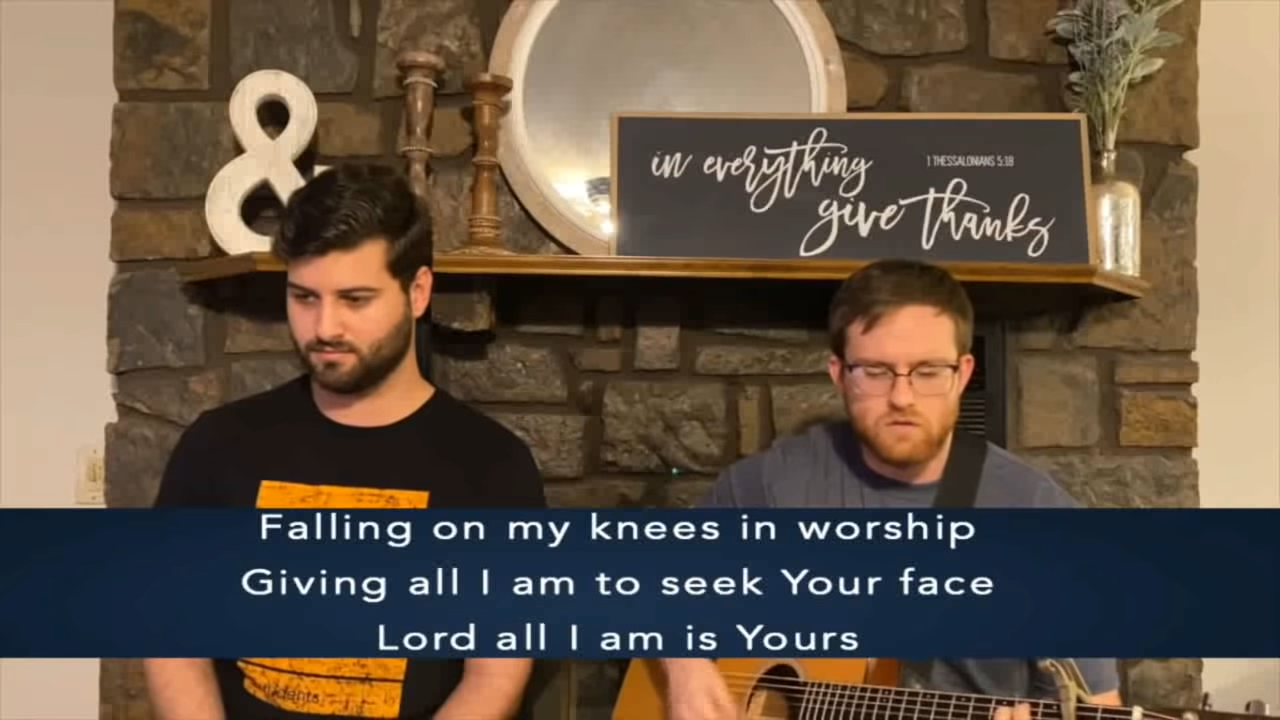 &
in everything
1 THESSALONIANS 5:18
give thanks
Falling on my knees in worship
Giving all I am to seek Your face
Lord all I am is Yours